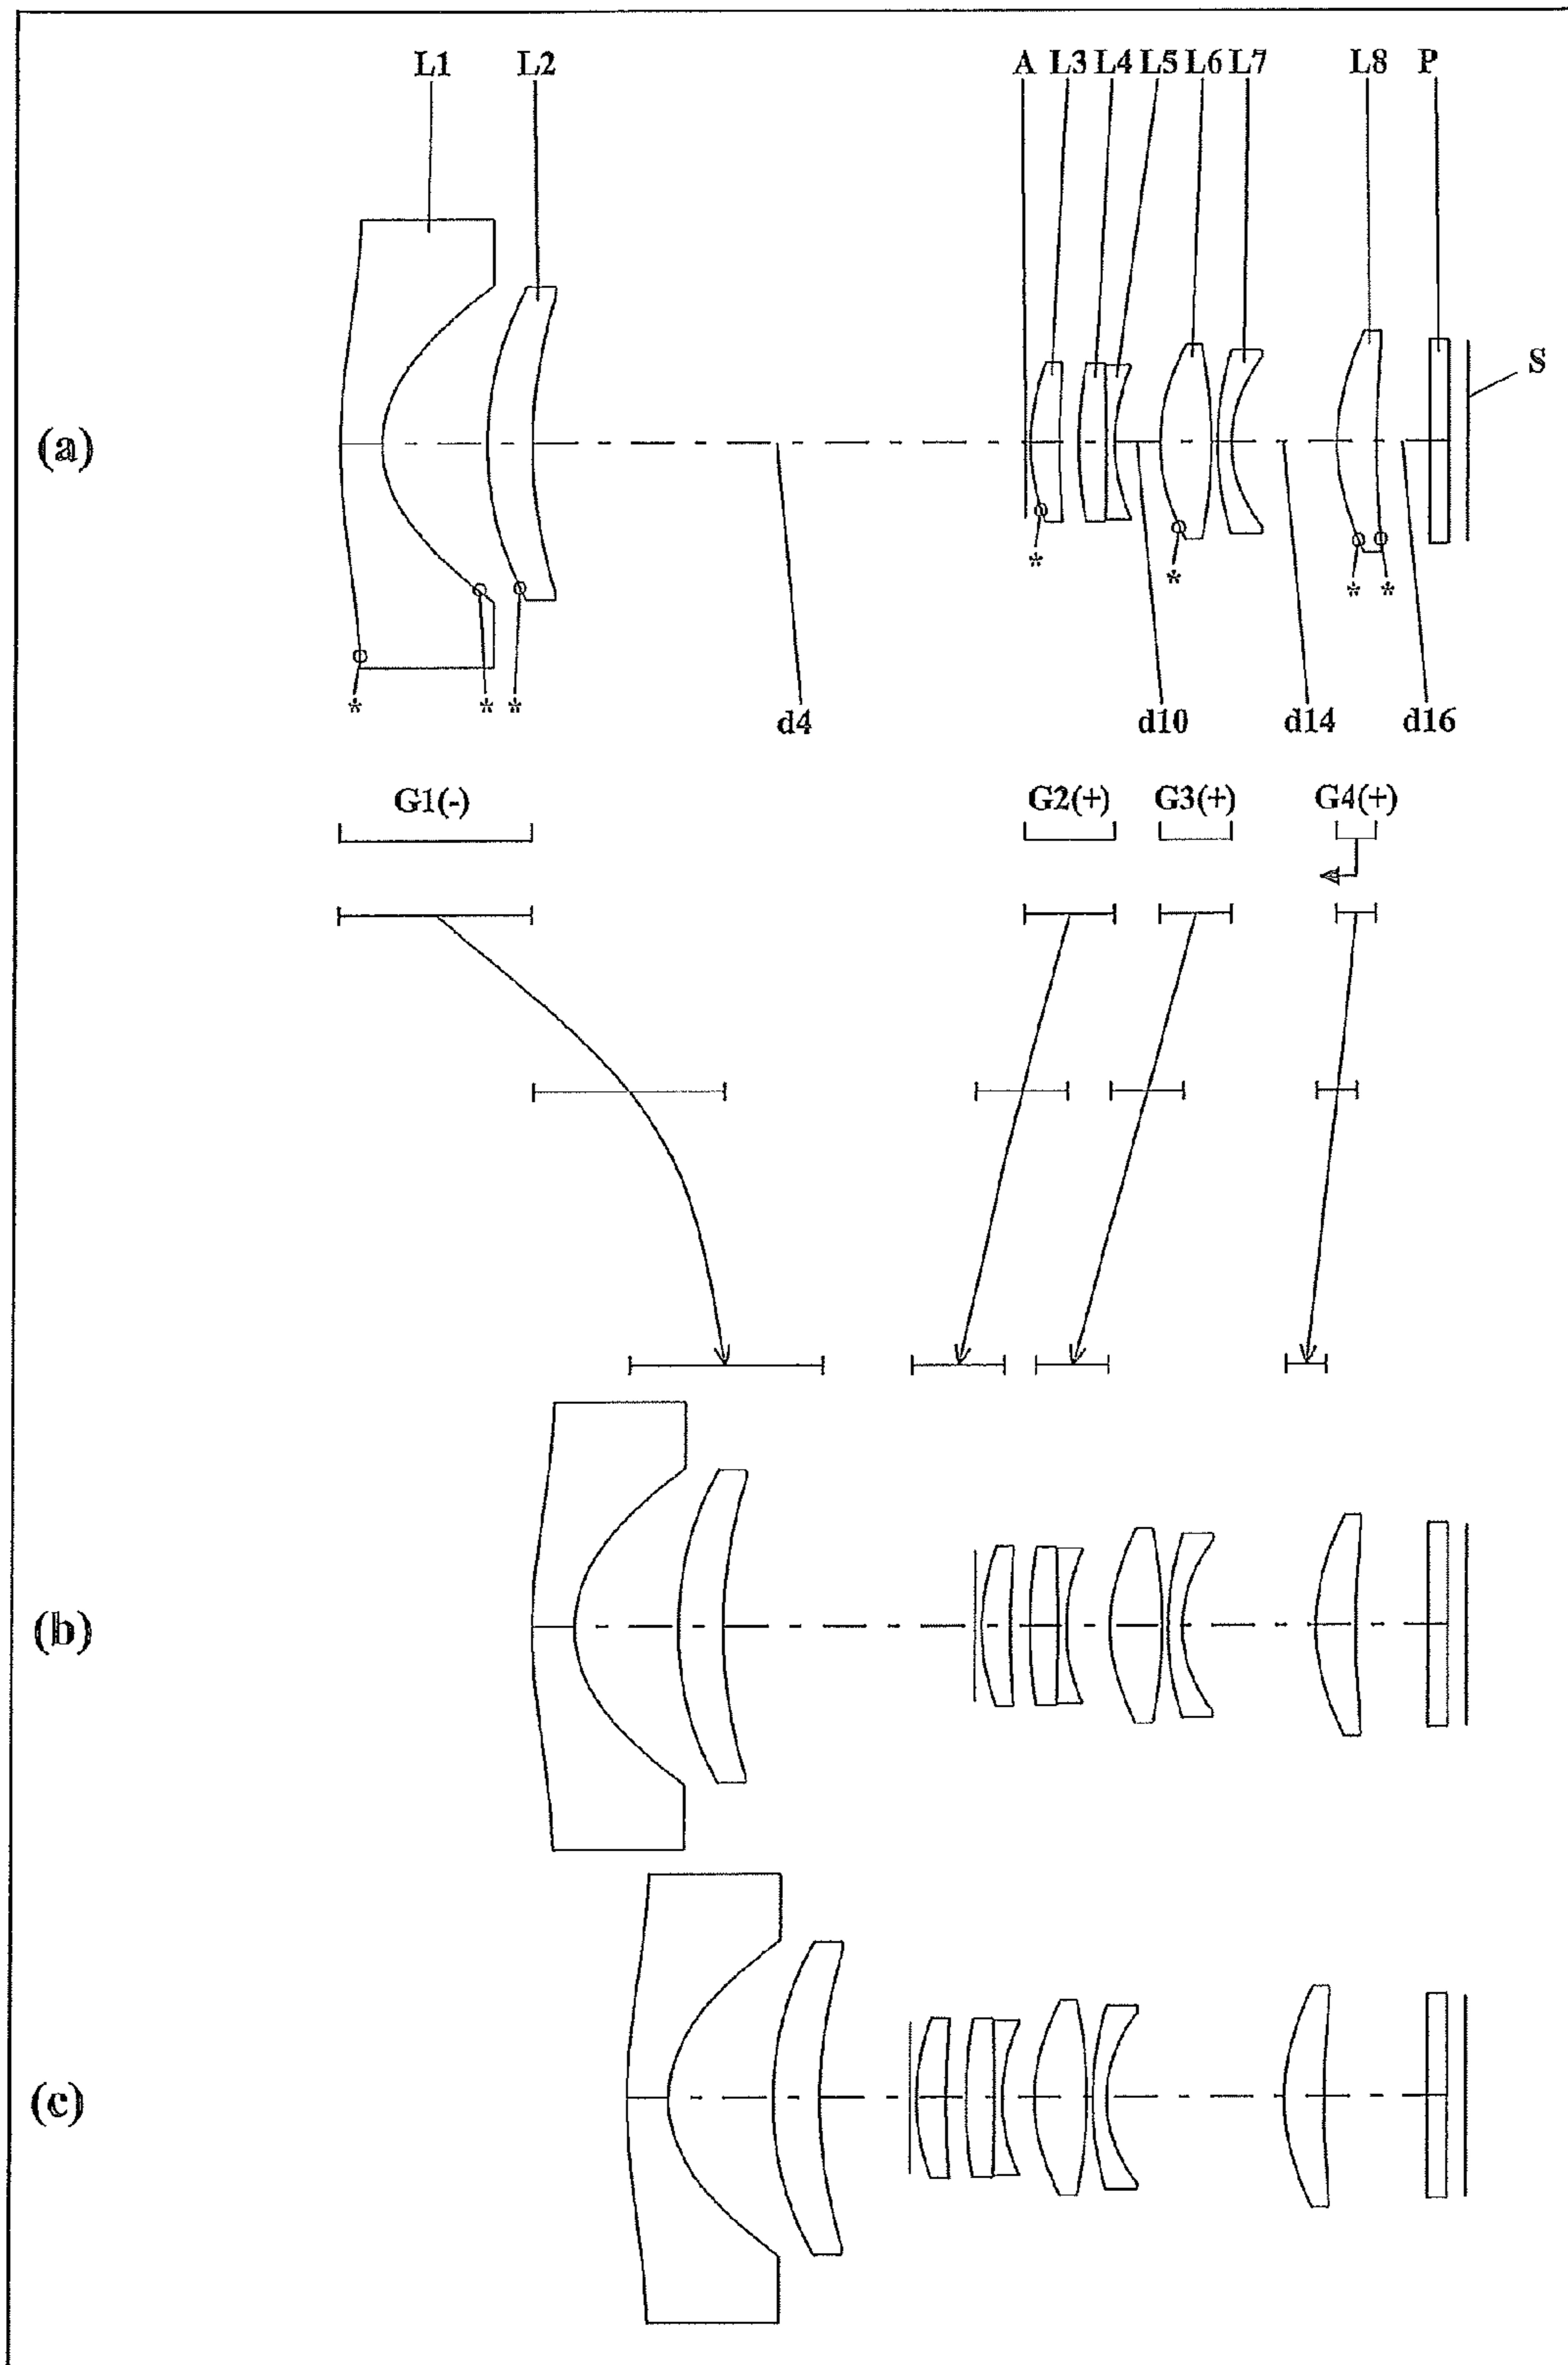 L1 L2 A L3 L4 L5 L6 L7 L8 P
S
(a)
* * * * * * *
d4 d10 d14 d16
G1(-) G2(+) G3(+) G4(+)
(b)
(c)